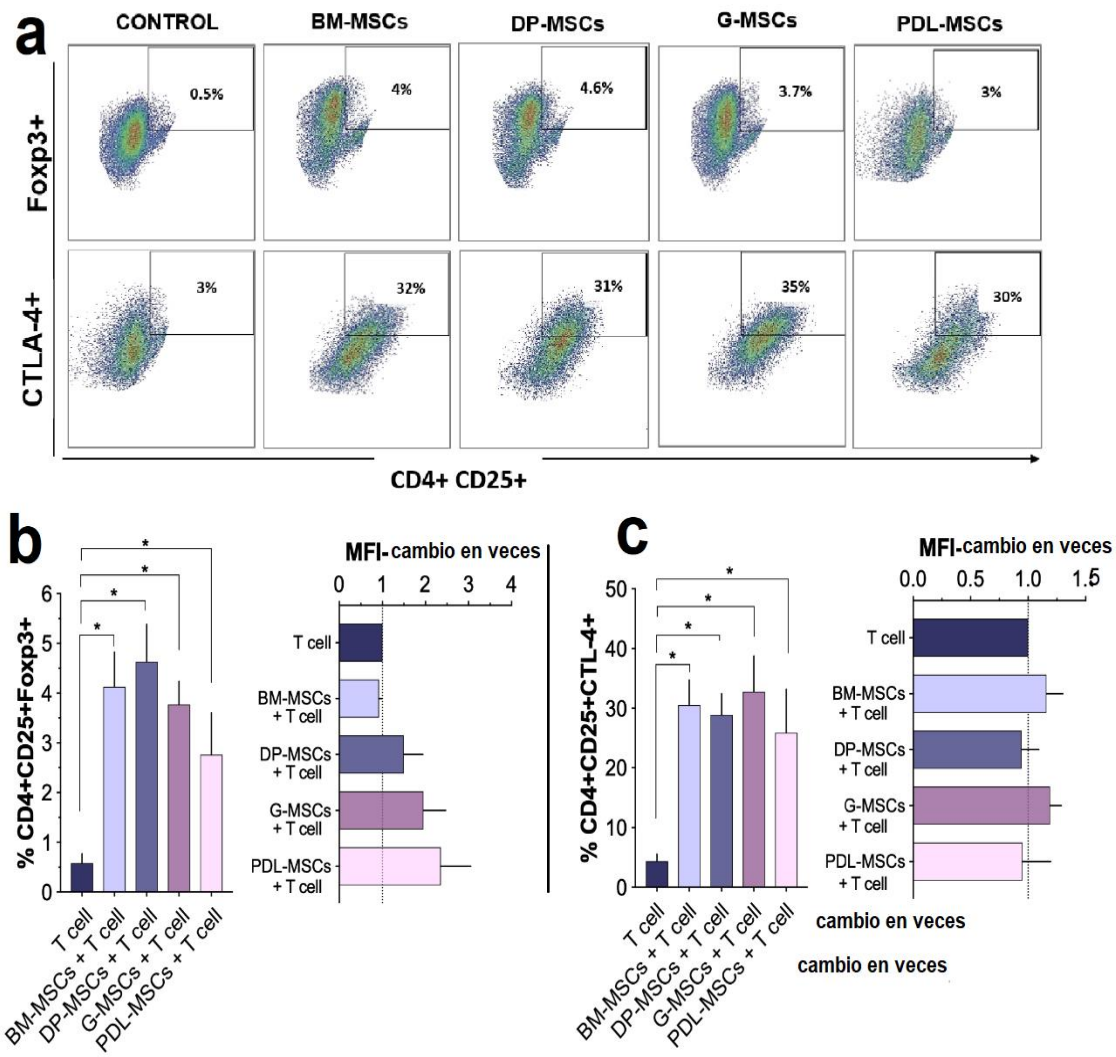 a
CONTROL
BM-MSCs
DP-MSCs
G-MSCs
PDL-MSCs
Foxp3+
0.5%
4%
4.6%
3.7%
3%
CTLA-4+
3%
32%
31%
35%
30%
CD4+ CD25+
b
% CD4+CD25+Foxp3+
6
5
4
3
2
1
0
*
*
*
*
T cell
BM-MSCs + T cell
DP-MSCs + T cell
G-MSCs + T cell
PDL-MSCs + T cell
MFI-cambio en veces
0 1 2 3 4
T cell
BM-MSCs
+ T cell
DP-MSCs
+ T cell
G-MSCs
+ T cell
PDL-MSCs
+ T cell
c
% CD4+CD25+CTL-4+
50
40
30
20
10
0
*
*
*
*
T cell
BM-MSCs + T cell
DP-MSCs + T cell
G-MSCs + T cell
PDL-MSCs + T cell
MFI-cambio en veces
0.0 0.5 1.0 1.5
T cell
BM-MSCs
+ T cell
DP-MSCs
+ T cell
G-MSCs
+ T cell
PDL-MSCs
+ T cell
cambio en veces
cambio en veces